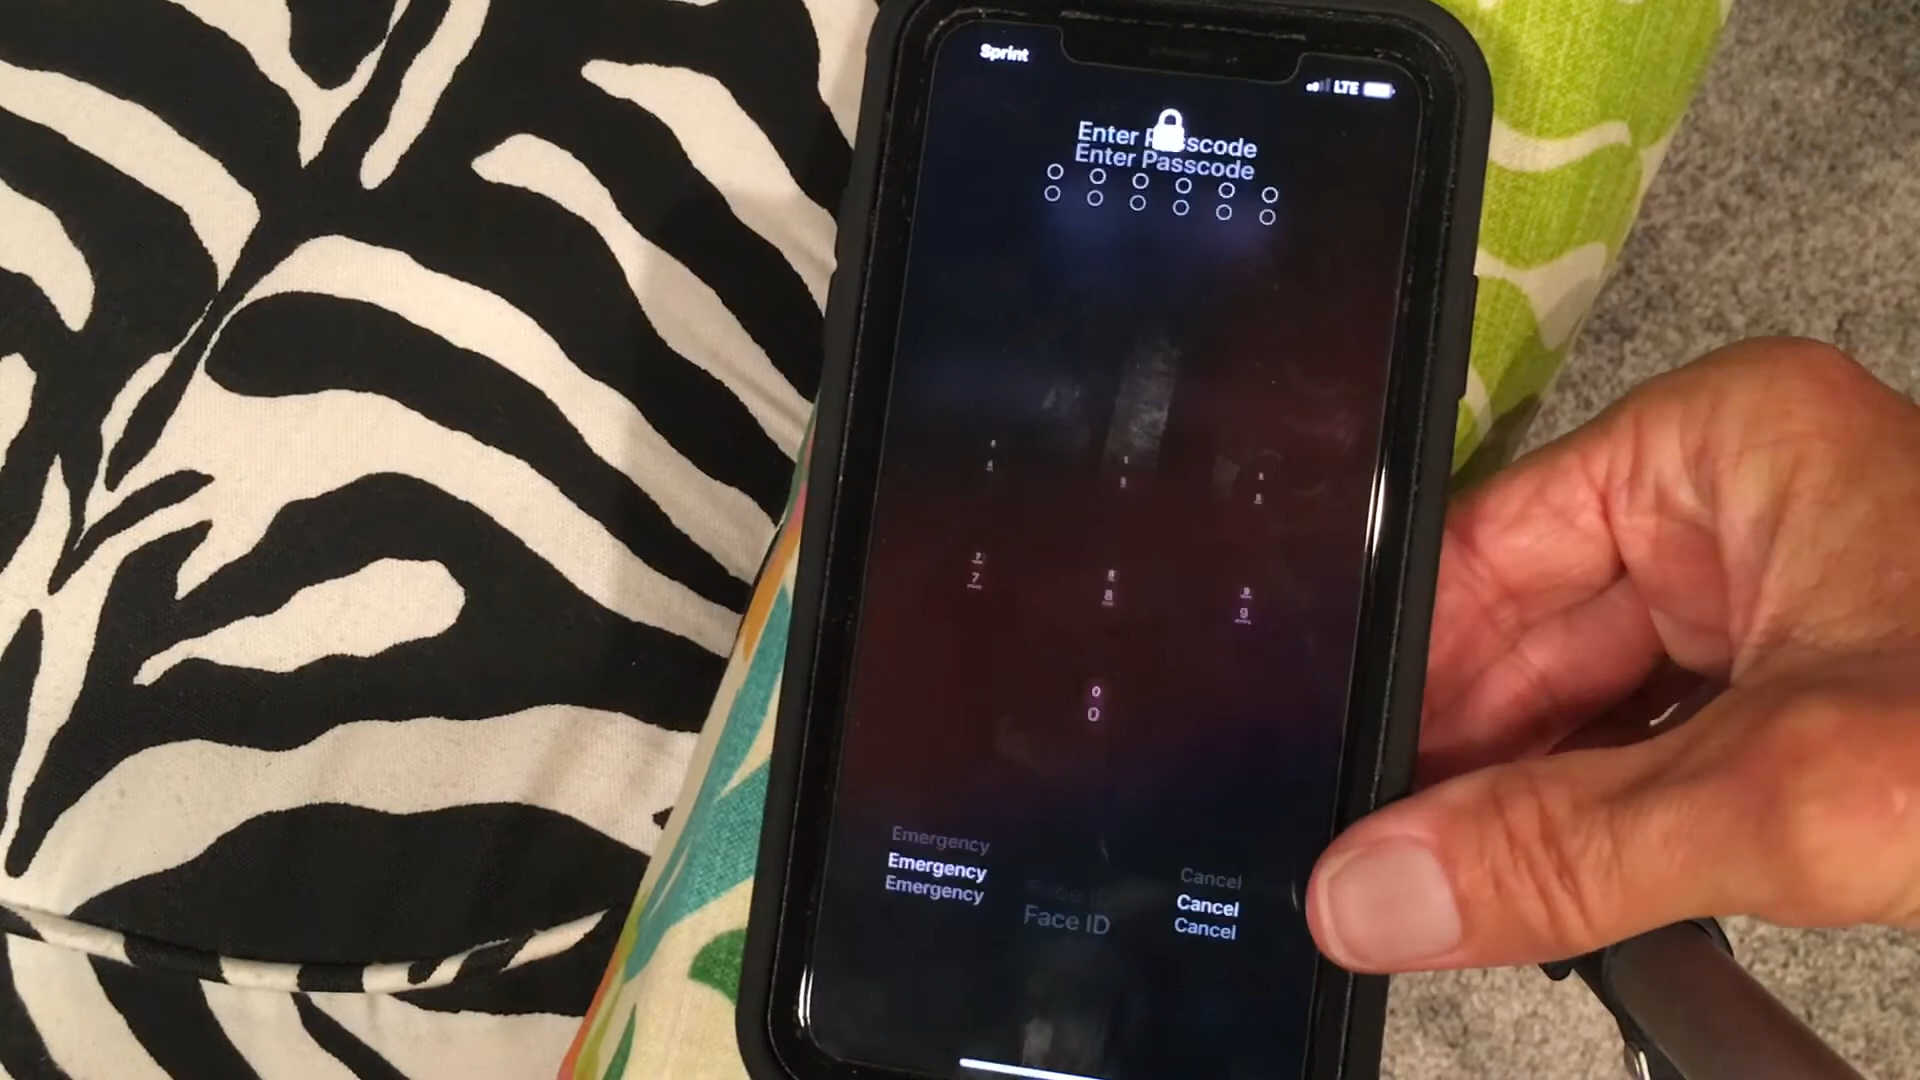 Sprint
LTE
Enter Passcode
Enter Passcode
7
7
8
8
9
9
0
0
Emergency
Emergency
Emergency
Face ID
Cancel
Cancel
Cancel